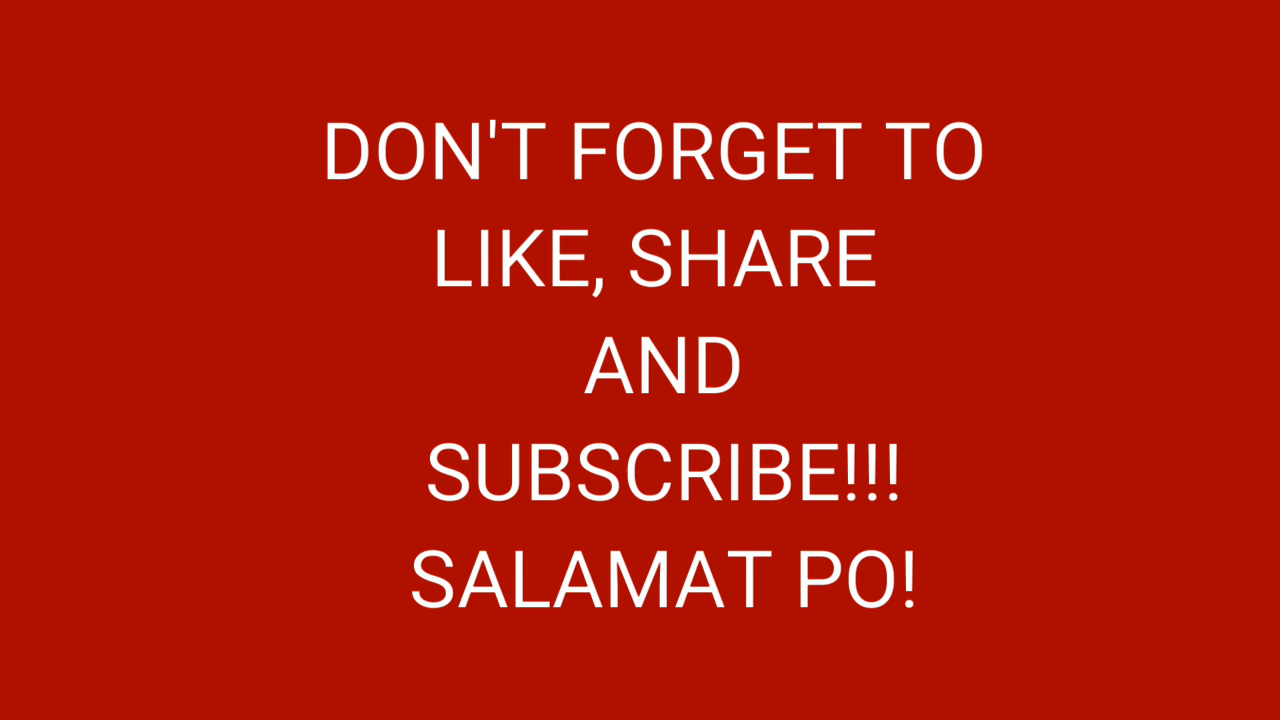 DON'T FORGET TO
LIKE, SHARE
AND
SUBSCRIBE!!!
SALAMAT PO!